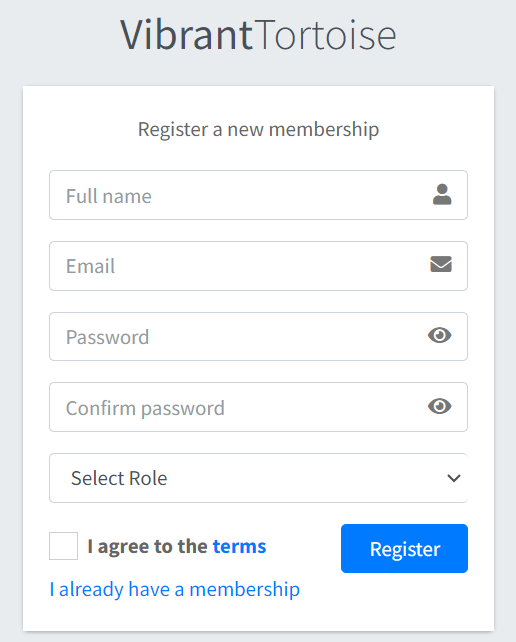 VibrantTortoise
Register a new membership
Full name
Email
Password
Confirm password
Select Role
I agree to the terms
Register
I already have a membership